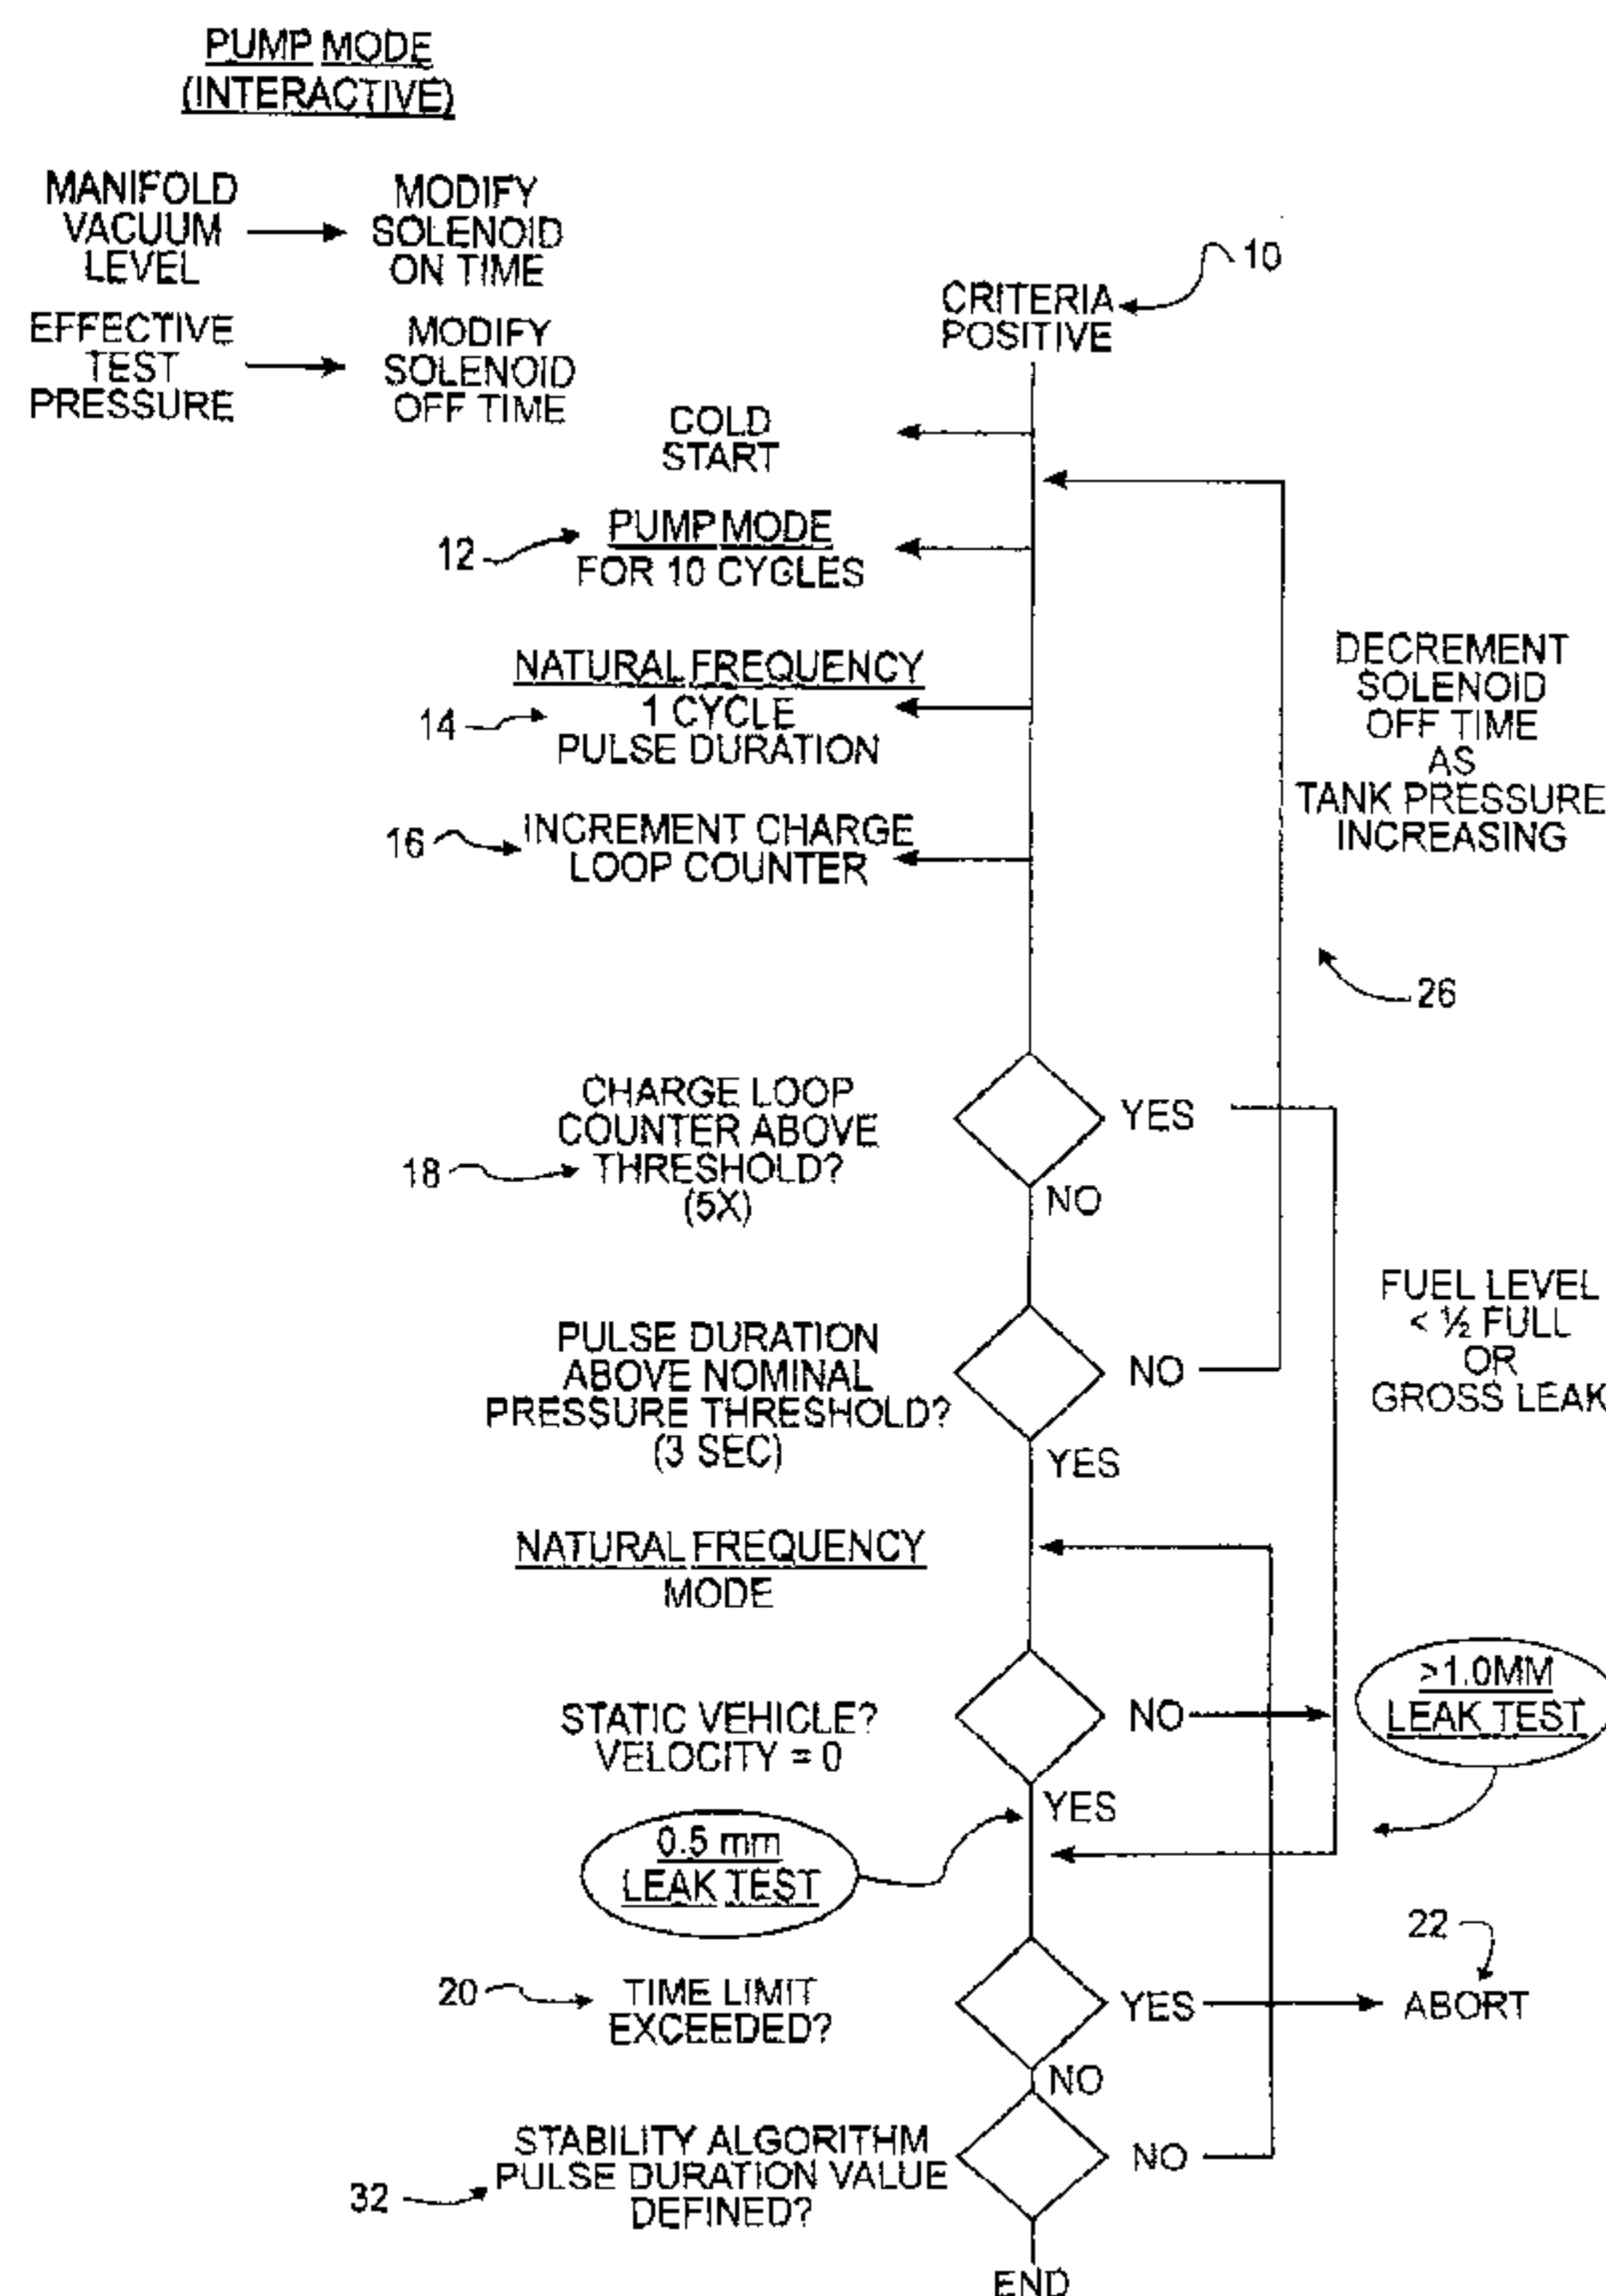 PUMP MODE
(INTERACTIVE)
MANIFOLD
VACUUM
LEVEL
MODIFY
SOLENOID
ON TIME
EFFECTIVE
TEST
PRESSURE
MODIFY
SOLENOID
OFF TIME
10
CRITERIA
POSITIVE
COLD
START
12
PUMP MODE
FOR 10 CYGLES
NATURAL FREQUENCY
14
1 CYCLE
PULSE DURATION
DECREMENT
SOLENOID
OFF TIME
AS
TANK PRESSURE
INCREASING
16
INCREMENT CHARGE
LOOP COUNTER
26
CHARGE LOOP
COUNTER ABOVE
THRESHOLD?
(5X)
18
YES
NO
FUEL LEVEL
< ½ FULL
OR
GROSS LEAK
PULSE DURATION
ABOVE NOMINAL
PRESSURE THRESHOLD?
(3 SEC)
NO
YES
NATURAL FREQUENCY
MODE
>1.0MM
LEAK TEST
STATIC VEHICLE?
VELOCITY = 0
NO
YES
0.5 mm
LEAK TEST
22
20
TIME LIMIT
EXCEEDED?
YES
ABORT
NO
STABILITY ALGORITHM
PULSE DURATION VALUE
DEFINED?
32
NO
END